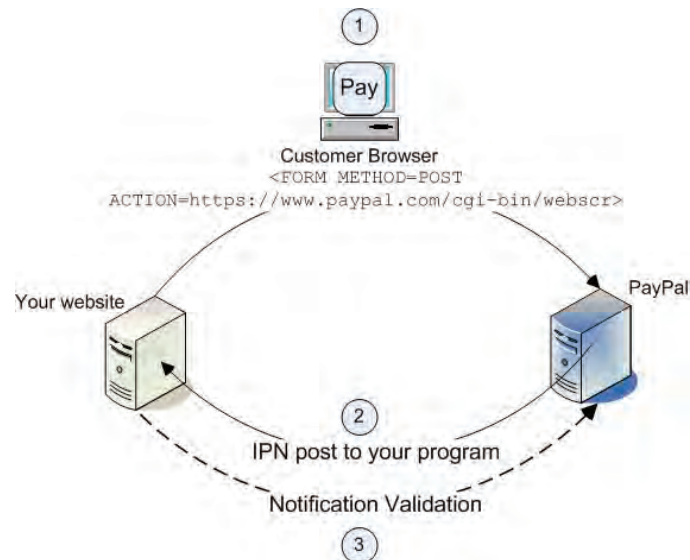 1
Pay
Customer Browser
<FORM METHOD=POST
ACTION=https://www.paypal.com/cgi-bin/webscr>
Your website
PayPal
2
IPN post to your program
Notification Validation
3